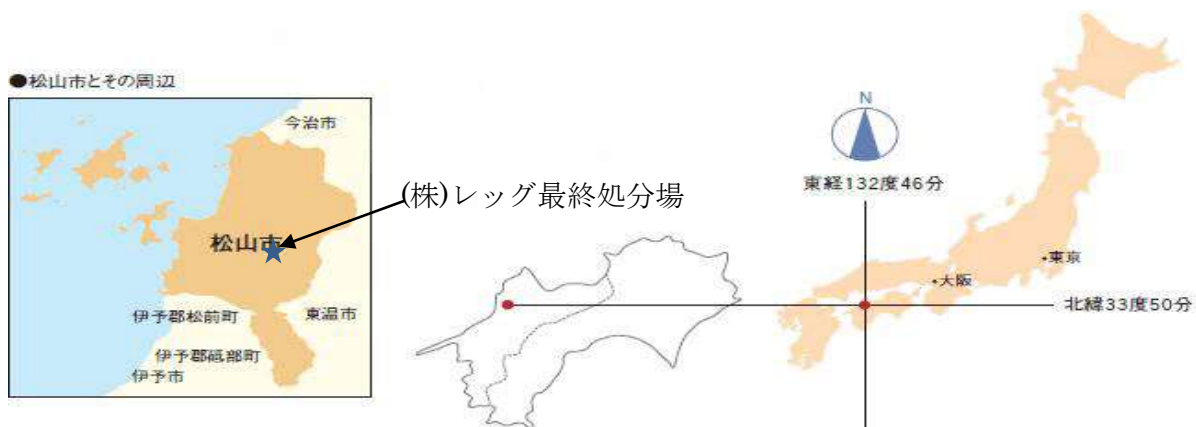 ●松山市とその周辺
今治市
(株)レッグ最終処分場
松山市
伊予郡松前町
東温市
伊予郡砥部町
伊予市
N
東経132度46分
東京
大阪
北緯33度50分